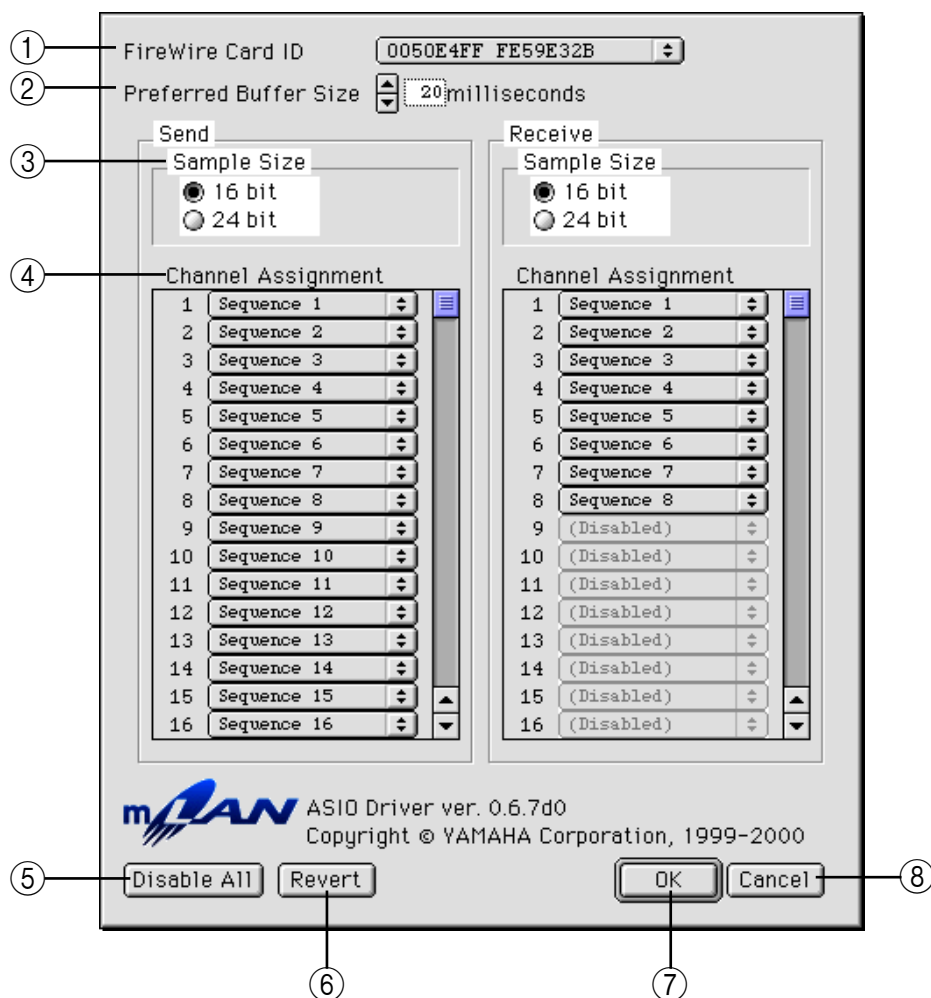 ① FireWire Card ID 0050E4FF FE59E32B
② Preferred Buffer Size 20 milliseconds
Send
③ Sample Size
16 bit
24 bit
④ Channel Assignment
1 Sequence 1
2 Sequence 2
3 Sequence 3
4 Sequence 4
5 Sequence 5
6 Sequence 6
7 Sequence 7
8 Sequence 8
9 Sequence 9
10 Sequence 10
11 Sequence 11
12 Sequence 12
13 Sequence 13
14 Sequence 14
15 Sequence 15
16 Sequence 16
Receive
Sample Size
16 bit
24 bit
Channel Assignment
1 Sequence 1
2 Sequence 2
3 Sequence 3
4 Sequence 4
5 Sequence 5
6 Sequence 6
7 Sequence 7
8 Sequence 8
9 (Disabled)
10 (Disabled)
11 (Disabled)
12 (Disabled)
13 (Disabled)
14 (Disabled)
15 (Disabled)
16 (Disabled)
mLAN
ASIO Driver ver. 0.6.7d0
Copyright © YAMAHA Corporation, 1999-2000
⑤ Disable All Revert OK Cancel ⑧
⑥ ⑦